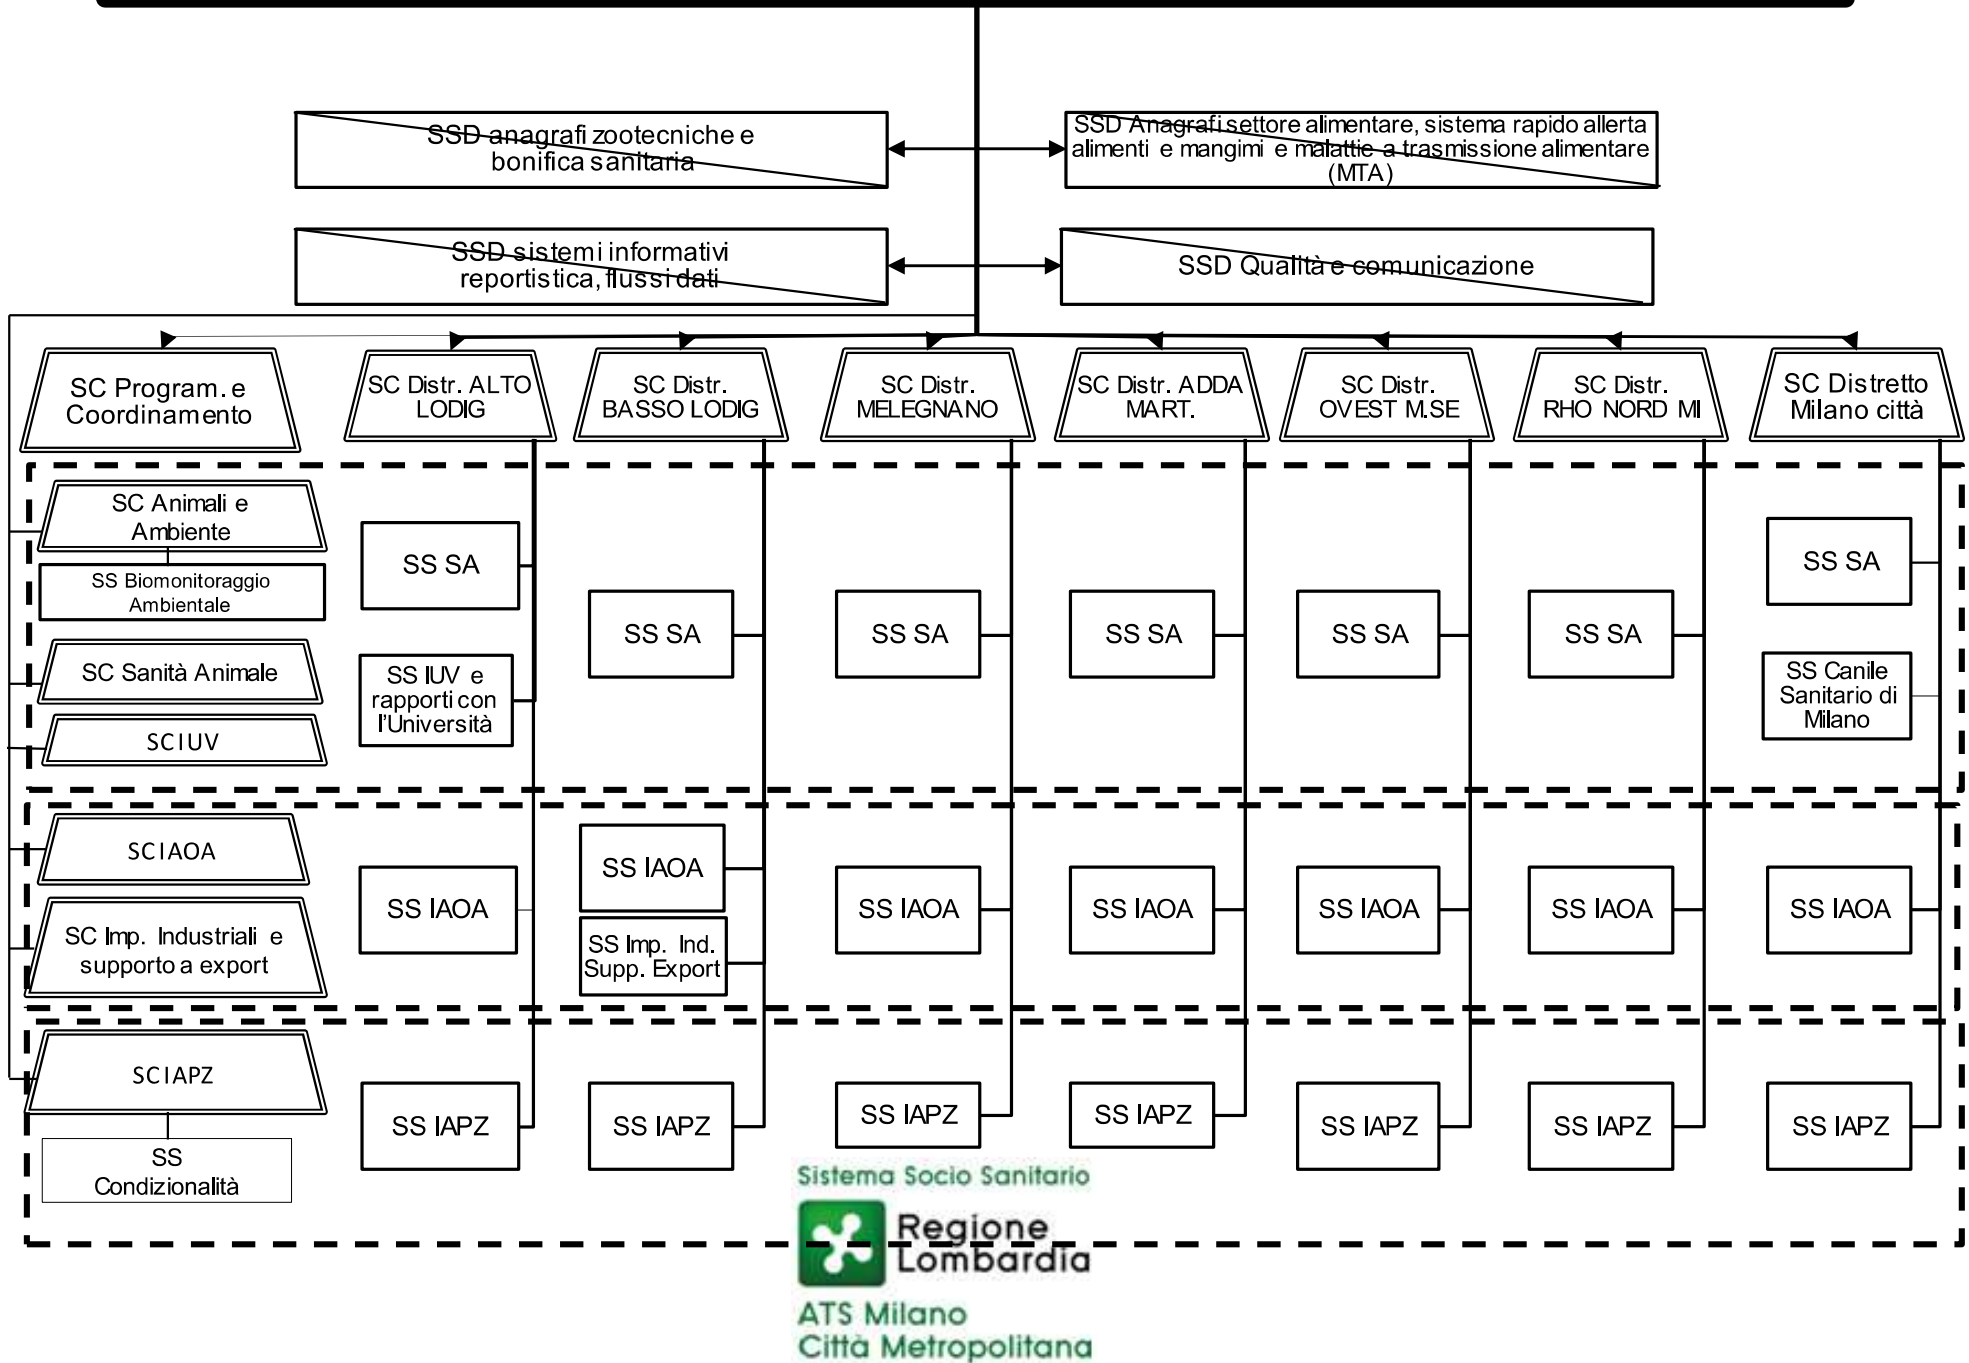 SSD anagrafi zootecniche e
bonifica sanitaria
SSD Anagrafi settore alimentare, sistema rapido allerta
alimenti e mangimi e malattie a trasmissione alimentare
(MTA)
SSD sistemi informativi
reportistica, flussi dati
SSD Qualità e comunicazione
SC Program. e
Coordinamento
SC Distr. ALTO
LODIG
SC Distr.
BASSO LODIG
SC Distr.
MELEGNANO
SC Distr. ADDA
MART.
SC Distr.
OVEST M.SE
SC Distr.
RHO NORD MI
SC Distretto
Milano città
SC Animali e
Ambiente
SS Biomonitoraggio
Ambientale
SC Sanità Animale
SC IUV
SS SA
SS IUV e
rapporti con
l'Università
SS SA
SS SA
SS SA
SS SA
SS SA
SS SA
SS Canile
Sanitario di
Milano
SC IAOA
SC Imp. Industriali e
supporto a export
SS IAOA
SS IAOA
SS Imp. Ind.
Supp. Export
SS IAOA
SS IAOA
SS IAOA
SS IAOA
SS IAOA
SC IAPZ
SS
Condizionalità
SS IAPZ
SS IAPZ
SS IAPZ
SS IAPZ
SS IAPZ
SS IAPZ
SS IAPZ
Sistema Socio Sanitario
Regione
Lombardia
ATS Milano
Città Metropolitana